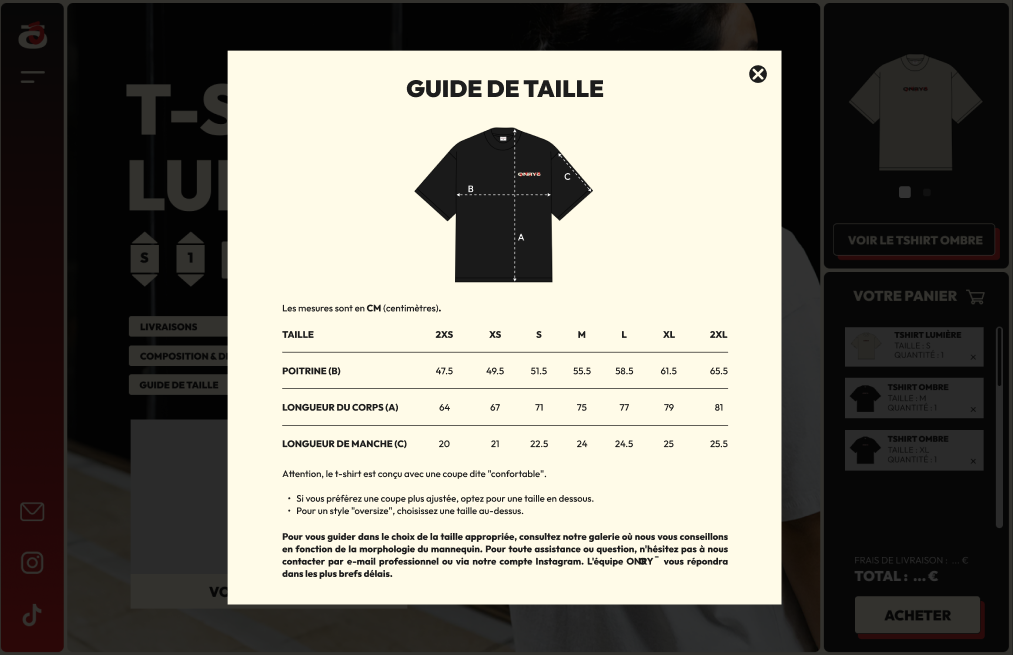 GUIDE DE TAILLE
ONRYŌ
C
B
A
Les mesures sont en CM (centimètres).
TAILLE 2XS XS S M L XL 2XL
POITRINE (B) 47.5 49.5 51.5 55.5 58.5 61.5 65.5
LONGUEUR DU CORPS (A) 64 67 71 75 77 79 81
LONGUEUR DE MANCHE (C) 20 21 22.5 24 24.5 25 25.5
Attention, le t-shirt est conçu avec une coupe dite "confortable".
• Si vous préférez une coupe plus ajustée, optez pour une taille en dessous.
• Pour un style "oversize", choisissez une taille au-dessus.
Pour vous guider dans le choix de la taille appropriée, consultez notre galerie où nous vous conseillons
en fonction de la morphologie du mannequin. Pour toute assistance ou question, n'hésitez pas à nous
contacter par e-mail professionnel ou via notre compte Instagram. L'équipe vous répondra
dans les plus brefs délais.
T-S
LU
S 1
LIVRAISONS
COMPOSITION & D
GUIDE DE TAILLE
VO
VOIR LE TSHIRT OMBRE
VOTRE PANIER
TSHIRT LUMIÈRE
TAILLE : S
QUANTITÉ : 1
TSHIRT OMBRE
TAILLE : M
QUANTITÉ : 1
TSHIRT OMBRE
TAILLE : XL
QUANTITÉ : 1
FRAIS DE LIVRAISON : ... €
TOTAL : ... €
ACHETER